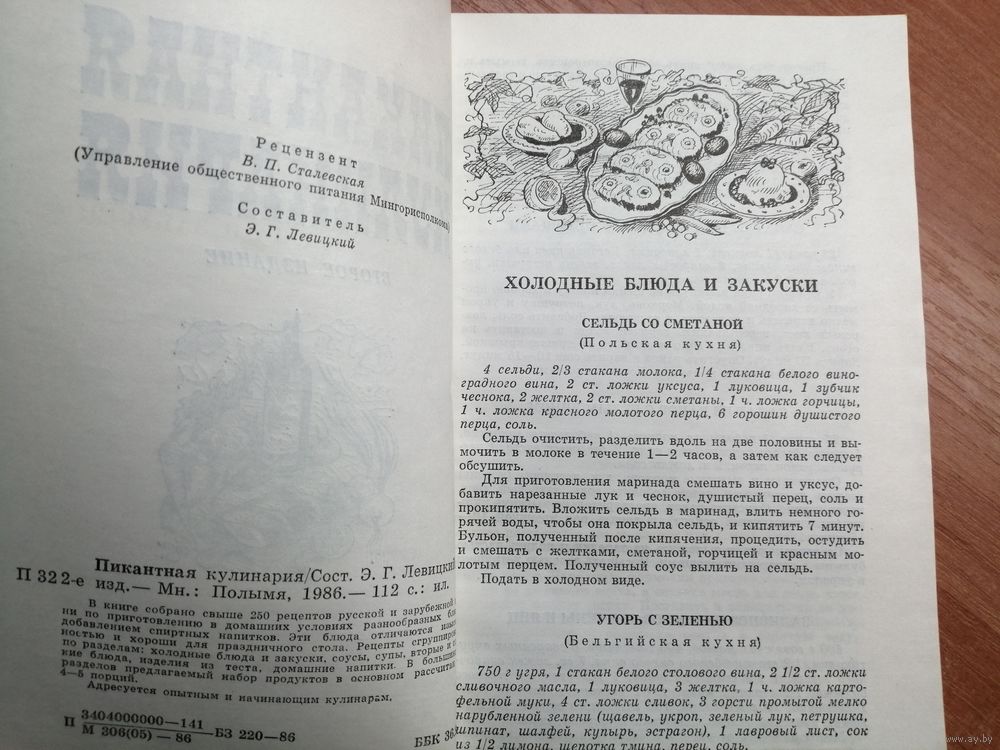 Рецензент
В. П. Сталевская
(Управление общественного питания Мингорисполкома)
Составитель
Э. Г. Левицкий
Пикантная кулинария/Сост. Э. Г. Левицкий
П 32 2-е изд.— Мн.: Полымя, 1986.— 112 с.: ил.
В книге собрано свыше 250 рецептов русской и зарубежной
ни по приготовлению в домашних условиях разнообразных
добавлением спиртных напитков. Эти блюда отличаются
ностью и хороши для праздничного стола. Рецепты
по разделам: холодные блюда и закуски, соусы, супы, вторые и
кие блюда, изделия из теста, домашние напитки. В
разделов предлагаемый набор продуктов в основном
4—5 порций.
Адресуется опытным и начинающим кулинарам.
П 3404000000—141
М 306(05) — 86 БЗ 220—86
ББК 36
ХОЛОДНЫЕ БЛЮДА И ЗАКУСКИ
СЕЛЬДЬ СО СМЕТАНОЙ
(Польская кухня)
4 сельди, 2/3 стакана молока, 1/4 стакана белого вино-
градного вина, 2 ст. ложки уксуса, 1 луковица, 1 зубчик
чеснока, 2 желтка, 2 ст. ложки сметаны, 1 ч. ложка горчицы,
1 ч. ложка красного молотого перца, 6 горошин душистого
перца, соль.
Сельдь очистить, разделить вдоль на две половины и вы-
мочить в молоке в течение 1—2 часов, а затем как следует
обсушить.
Для приготовления маринада смешать вино и уксус, до-
бавить нарезанные лук и чеснок, душистый перец, соль и
прокипятить. Вложить сельдь в маринад, влить немного го-
рячей воды, чтобы она покрыла сельдь, и кипятить 7 минут.
Бульон, полученный после кипячения, процедить, остудить
и смешать с желтками, сметаной, горчицей и красным мо-
лотым перцем. Полученный соус вылить на сельдь.
Подать в холодном виде.
УГОРЬ С ЗЕЛЕНЬЮ
(Бельгийская кухня)
750 г угря, 1 стакан белого столового вина, 2 1/2 ст. ложки
сливочного масла, 1 луковица, 3 желтка, 1 ч. ложка карто-
фельной муки, 4 ст. ложки сливок, 3 горсти промытой мелко
нарубленной зелени (щавель, укроп, зеленый лук, петрушка,
шпинат, шалфей, купырь, эстрагон), 1 лавровый лист, сок
из 1/2 лимона, щепотка тмина, перец, соль.
www.ay.by